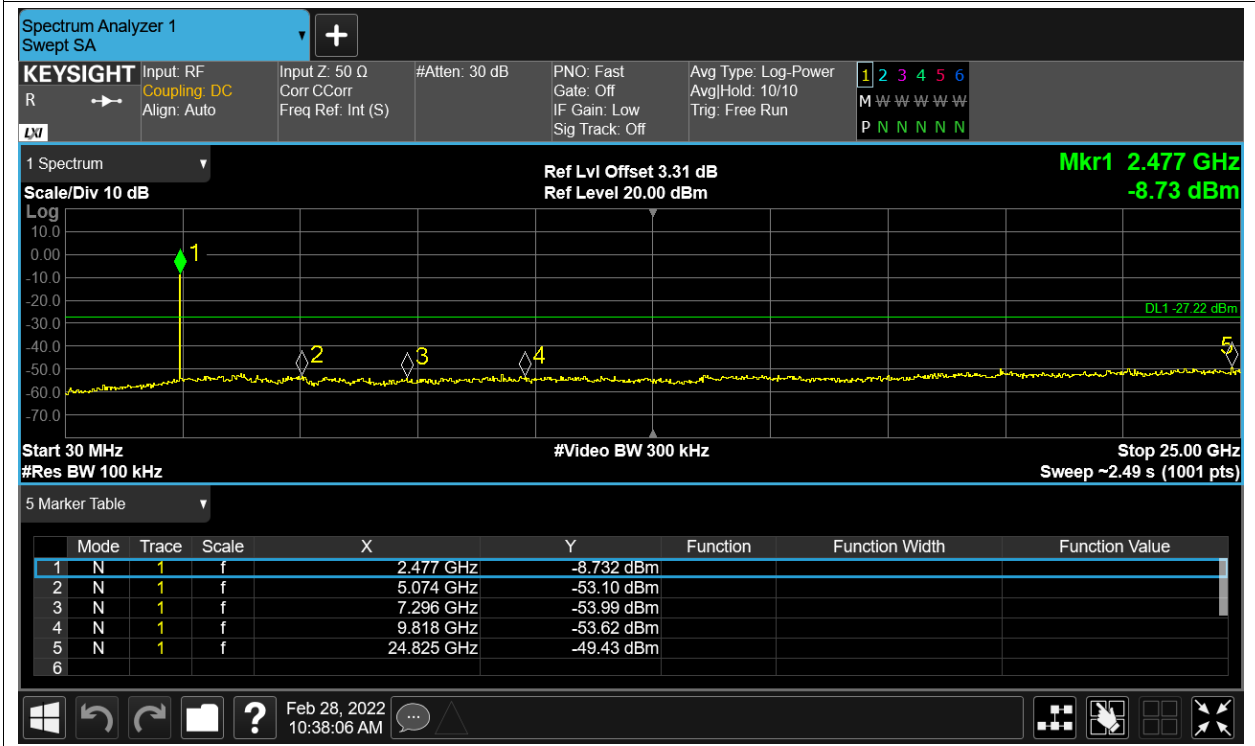 Spectrum Analyzer 1
Swept SA
+
KEYSIGHT
R
LXI
Input: RF
Coupling: DC
Align: Auto
Input Z: 50 Ω
Corr CCorr
Freq Ref: Int (S)
#Atten: 30 dB
PNO: Fast
Gate: Off
IF Gain: Low
Sig Track: Off
Avg Type: Log-Power
Avg|Hold: 10/10
Trig: Free Run
1 2 3 4 5 6
M W W W W W
P N N N N N
1 Spectrum
Scale/Div 10 dB
Ref Lvl Offset 3.31 dB
Ref Level 20.00 dBm
Mkr1 2.477 GHz
-8.73 dBm
Log
10.0
0.00
-10.0
-20.0
-30.0
-40.0
-50.0
-60.0
-70.0
1
2
3
4
5
DL1 -27.22 dBm
Start 30 MHz
#Res BW 100 kHz
#Video BW 300 kHz
Stop 25.00 GHz
Sweep ~2.49 s (1001 pts)
5 Marker Table
Mode Trace Scale X Y Function Function Width Function Value
1 N 1 f 2.477 GHz -8.732 dBm
2 N 1 f 5.074 GHz -53.10 dBm
3 N 1 f 7.296 GHz -53.99 dBm
4 N 1 f 9.818 GHz -53.62 dBm
5 N 1 f 24.825 GHz -49.43 dBm
6
?
Feb 28, 2022
10:38:06 AM